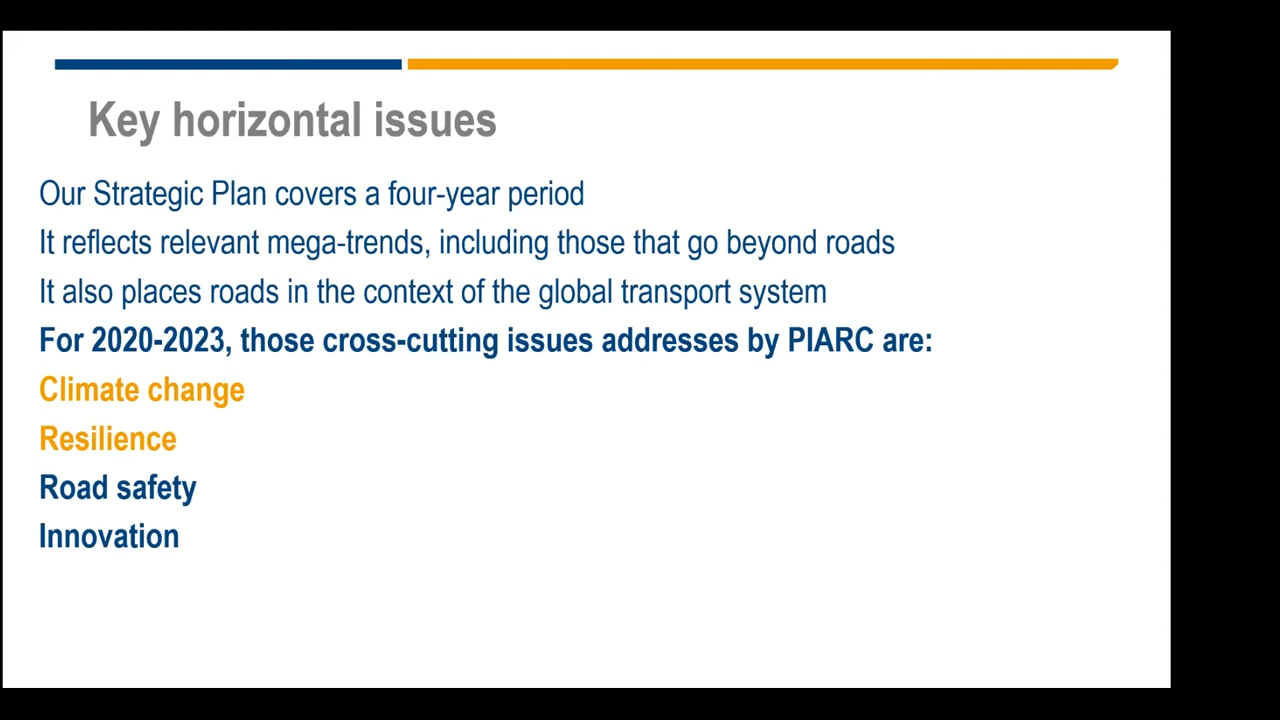 Key horizontal issues
Our Strategic Plan covers a four-year period
It reflects relevant mega-trends, including those that go beyond roads
It also places roads in the context of the global transport system
For 2020-2023, those cross-cutting issues addresses by PIARC are:
Climate change
Resilience
Road safety
Innovation